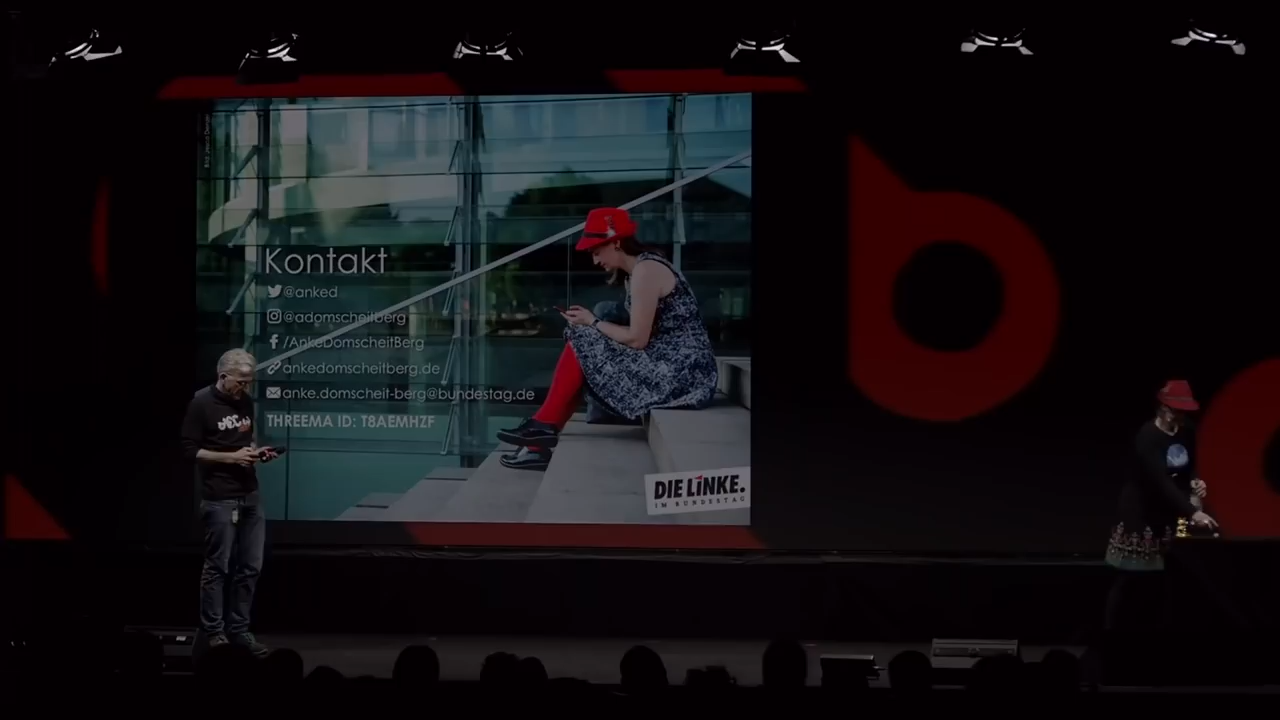 Kontakt
@anked
@adomscheitberg
/AnkeDomscheitBerg
ankedomscheitberg.de
anke.domscheit-berg@bundestag.de
THREEMA ID: T8AEMHZF
DIE LiNKE.
IM BUNDESTAG